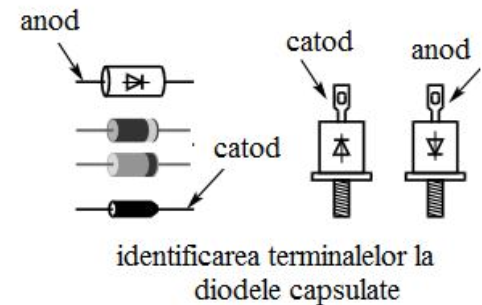 anod
catod
anod
catod
identificarea terminalelor la
diodele capsulate